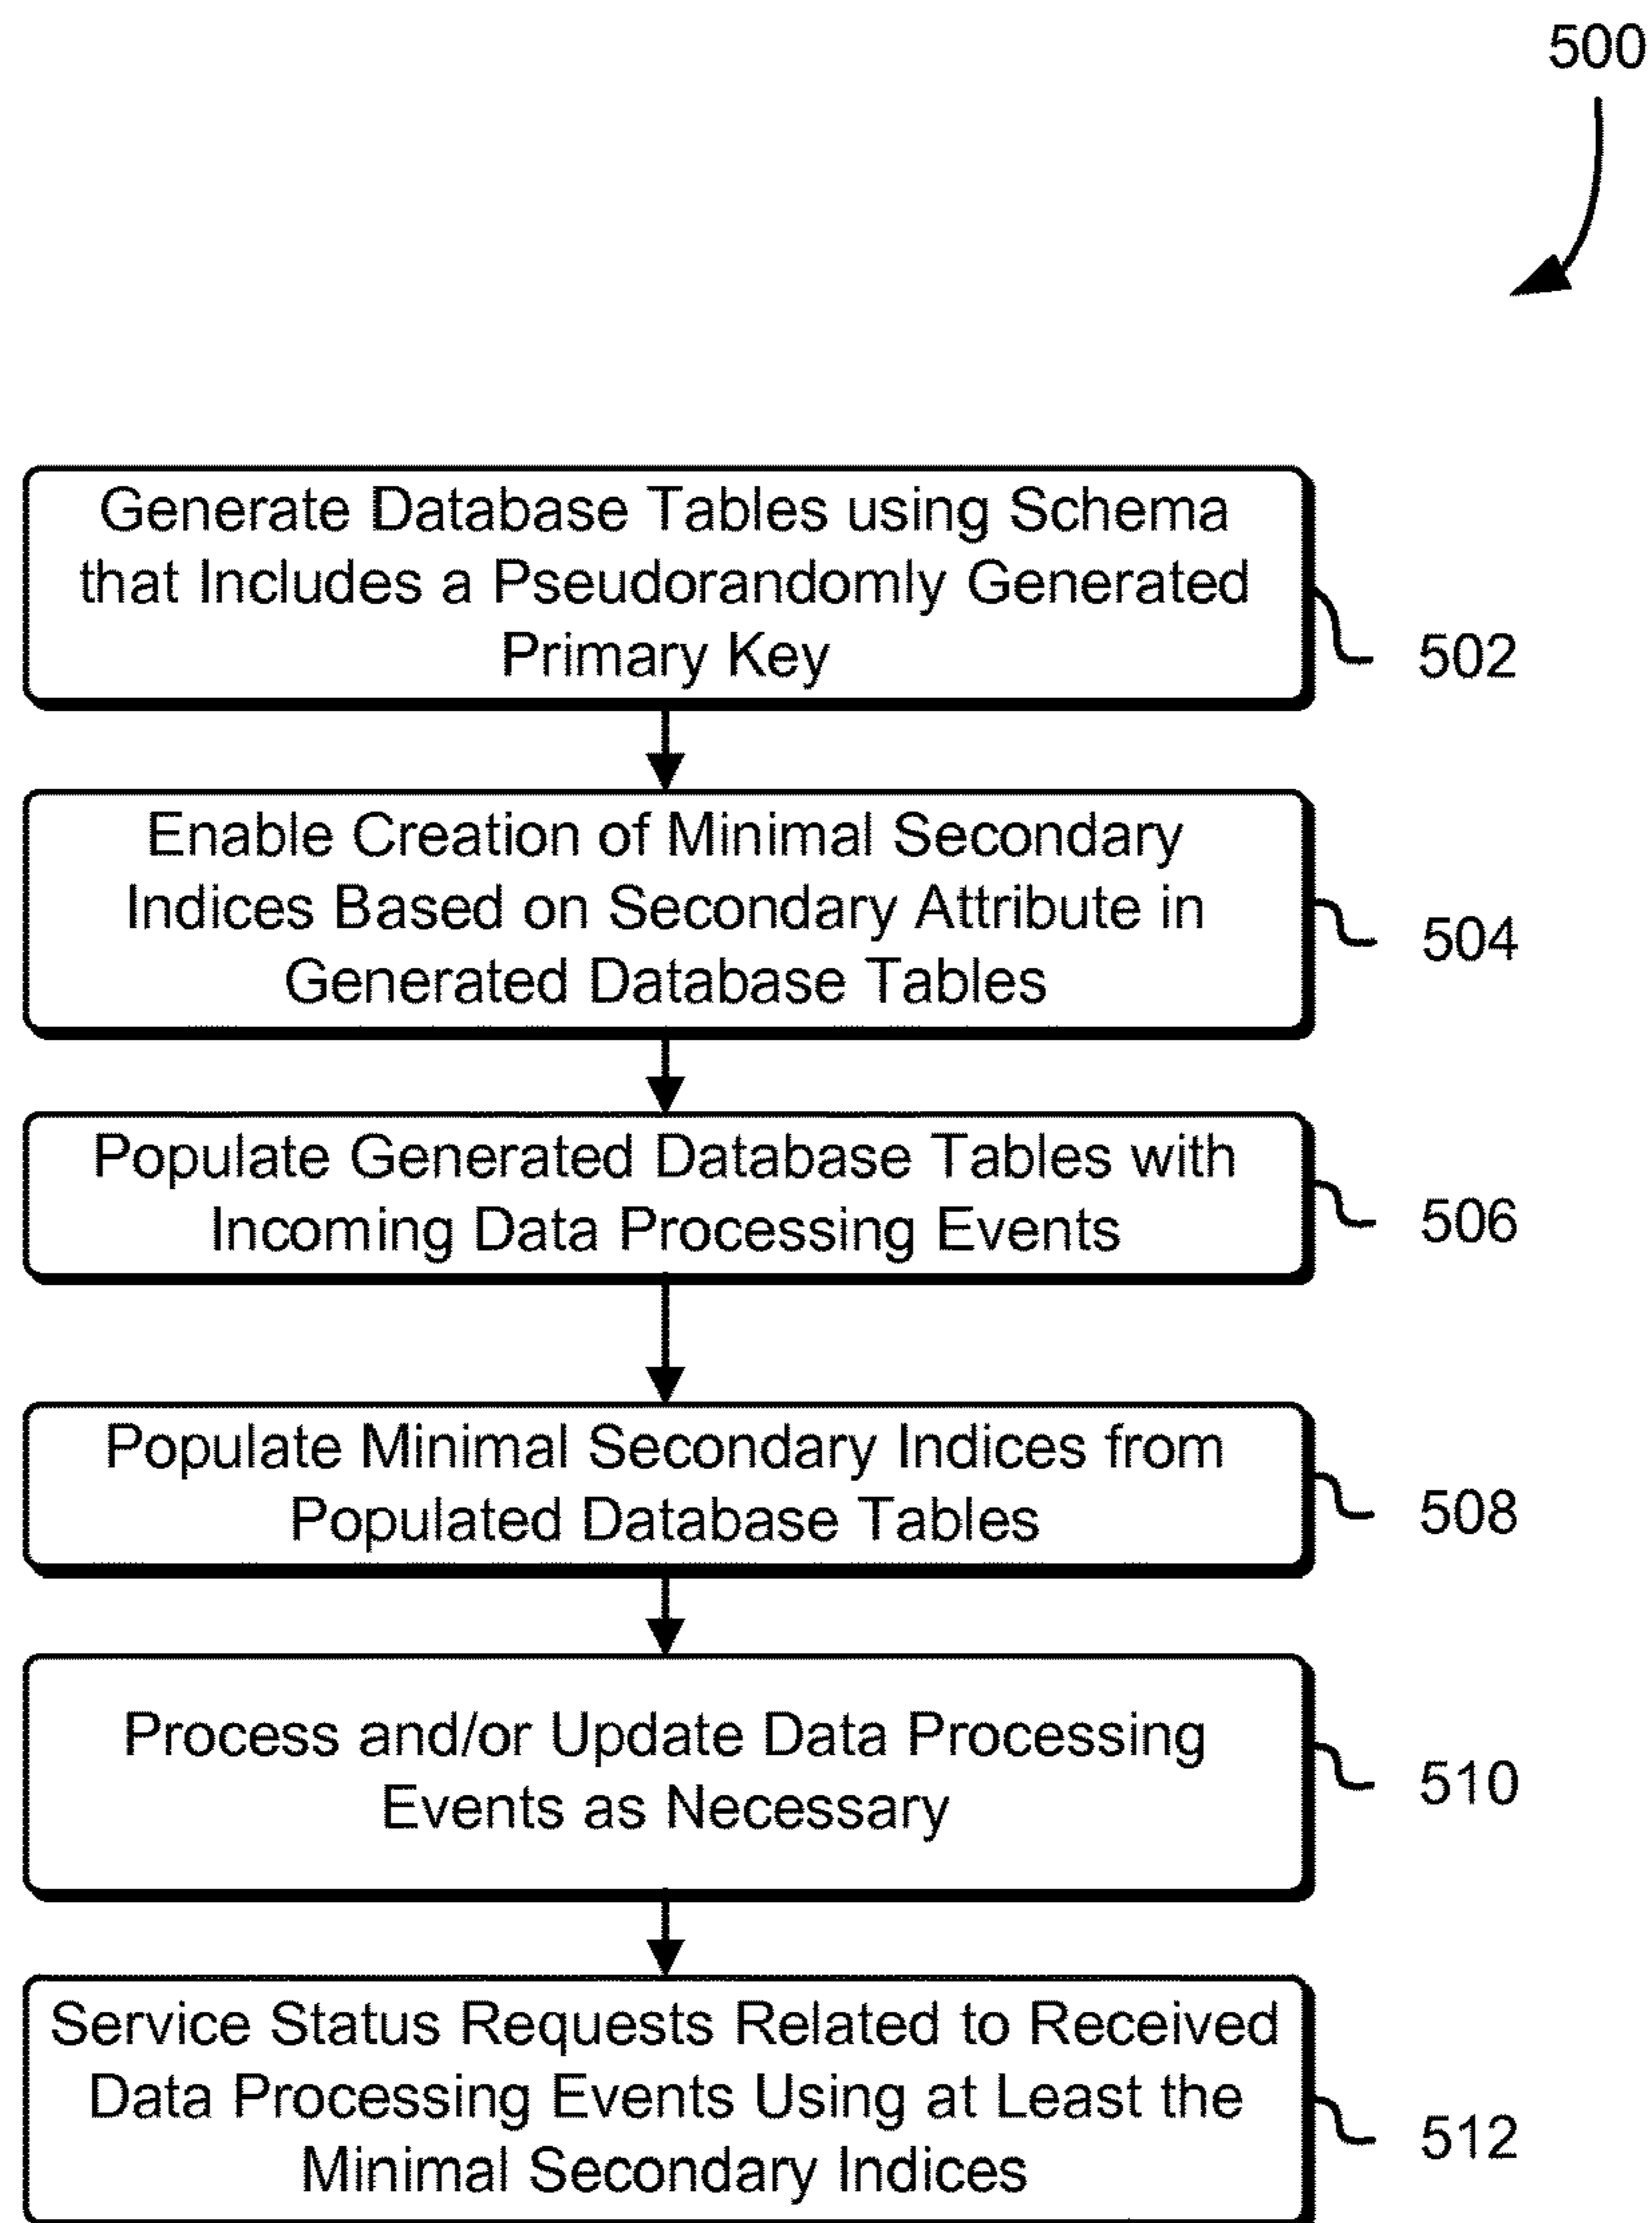 500
Generate Database Tables using Schema
that Includes a Pseudorandomly Generated
Primary Key
502
Enable Creation of Minimal Secondary
Indices Based on Secondary Attribute in
Generated Database Tables
504
Populate Generated Database Tables with
Incoming Data Processing Events
506
Populate Minimal Secondary Indices from
Populated Database Tables
508
Process and/or Update Data Processing
Events as Necessary
510
Service Status Requests Related to Received
Data Processing Events Using at Least the
Minimal Secondary Indices
512